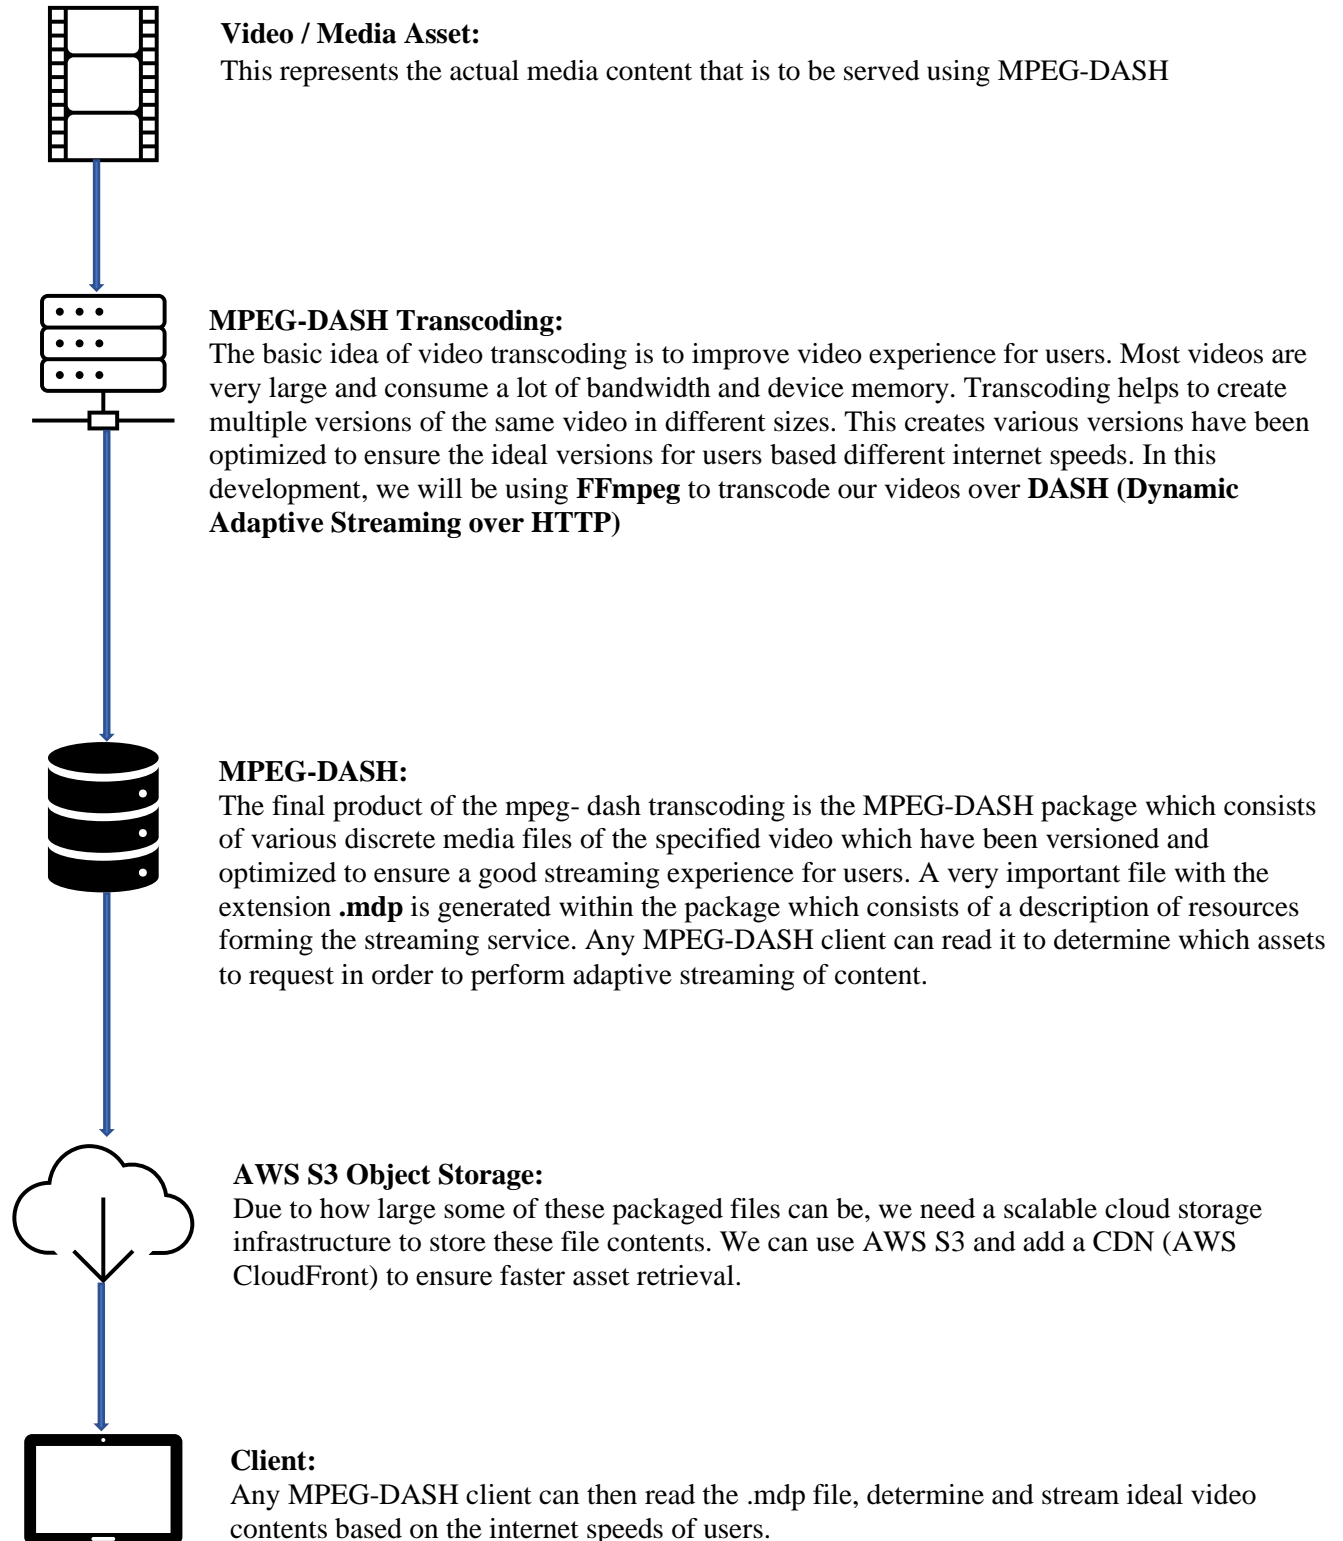 Video / Media Asset:
This represents the actual media content that is to be served using MPEG-DASH
MPEG-DASH Transcoding:
The basic idea of video transcoding is to improve video experience for users. Most videos are
very large and consume a lot of bandwidth and device memory. Transcoding helps to create
multiple versions of the same video in different sizes. This creates various versions have been
optimized to ensure the ideal versions for users based different internet speeds. In this
development, we will be using FFmpeg to transcode our videos over DASH (Dynamic
Adaptive Streaming over HTTP)
MPEG-DASH:
The final product of the mpeg- dash transcoding is the MPEG-DASH package which consists
of various discrete media files of the specified video which have been versioned and
optimized to ensure a good streaming experience for users. A very important file with the
extension .mdp is generated within the package which consists of a description of resources
forming the streaming service. Any MPEG-DASH client can read it to determine which assets
to request in order to perform adaptive streaming of content.
AWS S3 Object Storage:
Due to how large some of these packaged files can be, we need a scalable cloud storage
infrastructure to store these file contents. We can use AWS S3 and add a CDN (AWS
CloudFront) to ensure faster asset retrieval.
Client:
Any MPEG-DASH client can then read the .mdp file, determine and stream ideal video
contents based on the internet speeds of users.